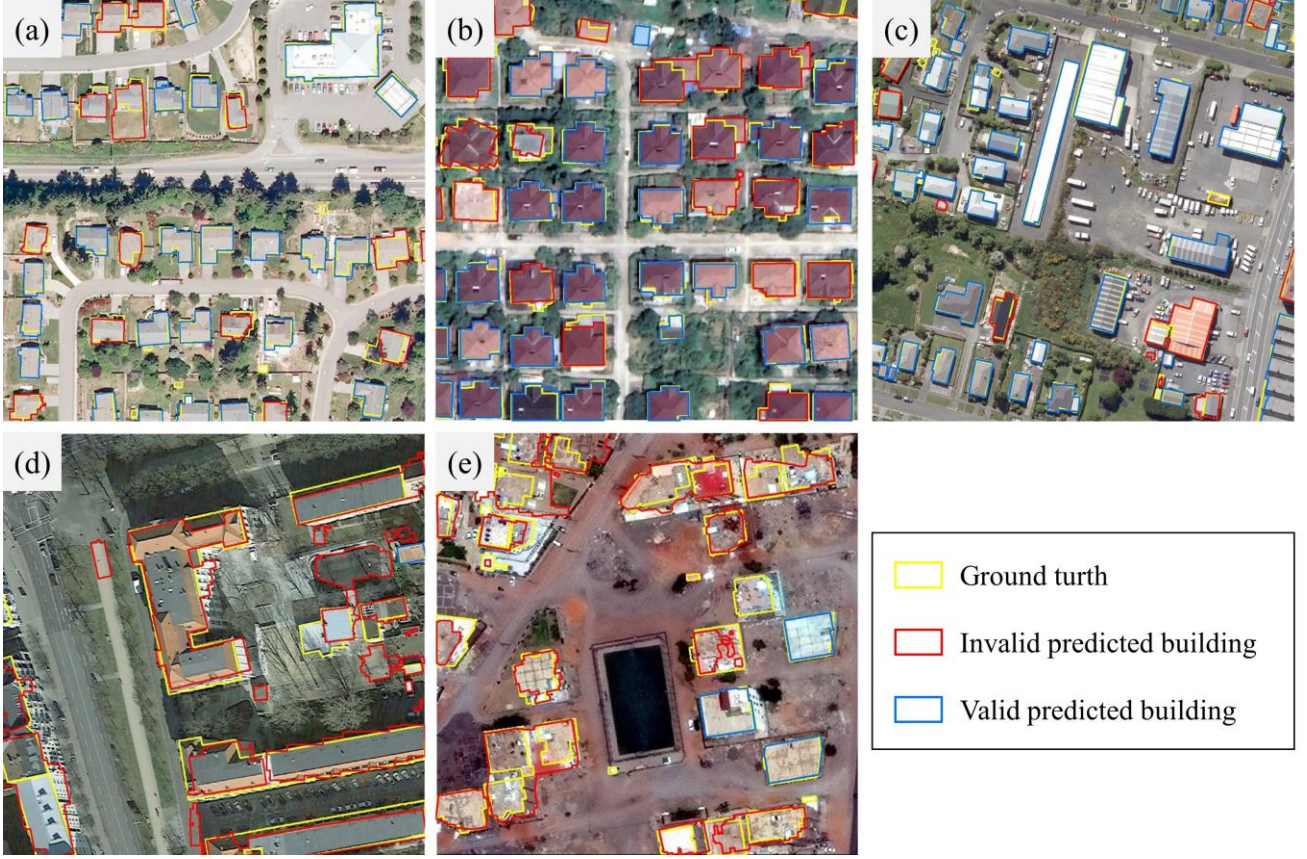 (a)
(b)
(c)
(d)
(e)
Ground turth
Invalid predicted building
Valid predicted building